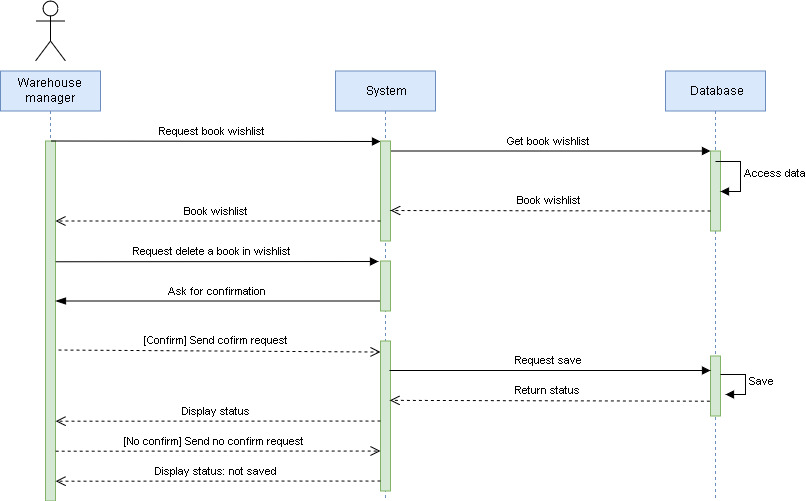 Warehouse
manager
System
Database
Request book wishlist
Get book wishlist
Access data
Book wishlist
Book wishlist
Request delete a book in wishlist
Ask for confirmation
[Confirm] Send cofirm request
Request save
Save
Return status
Display status
[No confirm] Send no confirm request
Display status: not saved